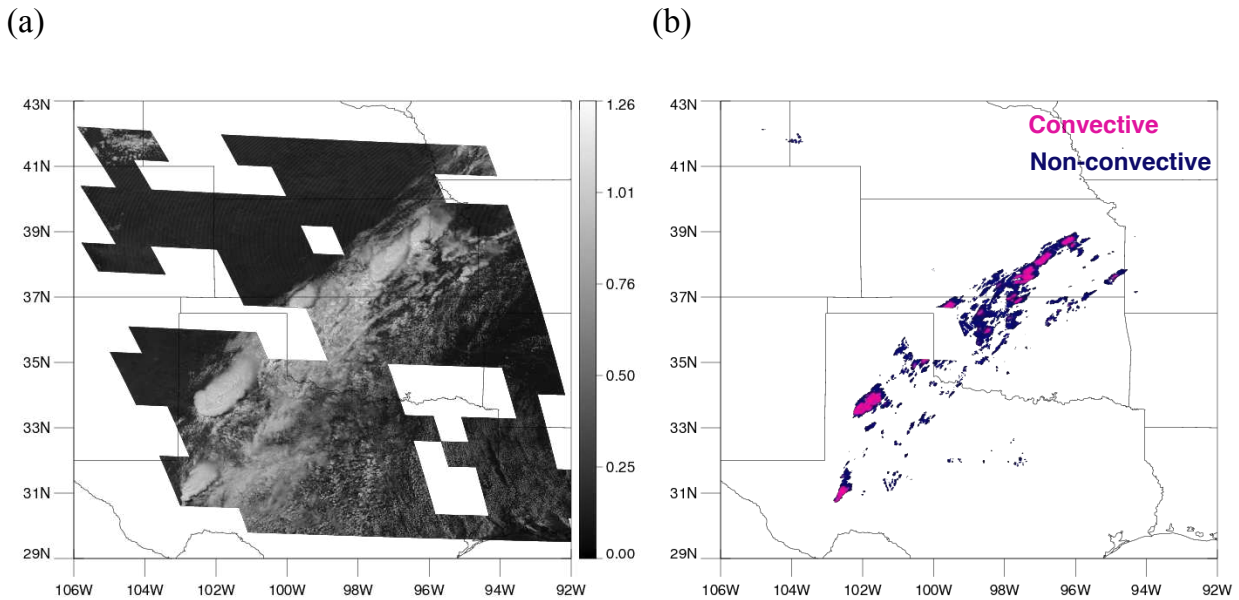 (a)
(b)
43N
41N
39N
37N
35N
33N
31N
29N
106W 104W 102W 100W 98W 96W 94W 92W
1.26
1.01
0.76
0.50
0.25
0.00
43N
41N
39N
37N
35N
33N
31N
29N
106W 104W 102W 100W 98W 96W 94W 92W
Convective
Non-convective